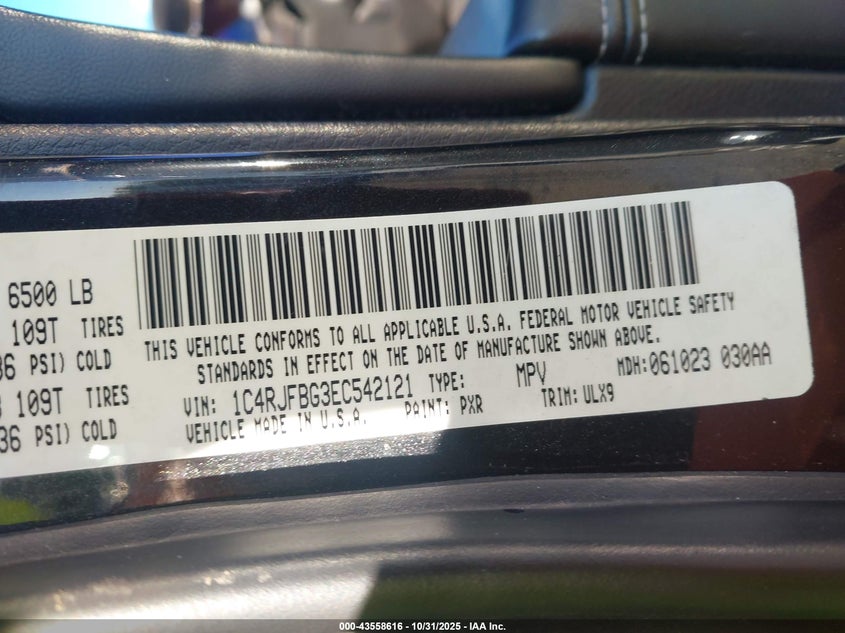 6500 LB
109T TIRES
36 PSI) COLD
109T TIRES
36 PSI) COLD
THIS VEHICLE CONFORMS TO ALL APPLICABLE U.S.A. FEDERAL MOTOR VEHICLE SAFETY
STANDARDS IN EFFECT ON THE DATE OF MANUFACTURE SHOWN ABOVE.
VIN: 1C4RJFBG3EC542121 TYPE: MPV MDH:061023 030AA
VEHICLE MADE IN U.S.A. PAINT: PXR TRIM: ULX9
000-43558616 - 10/31/2025 - IAA Inc.